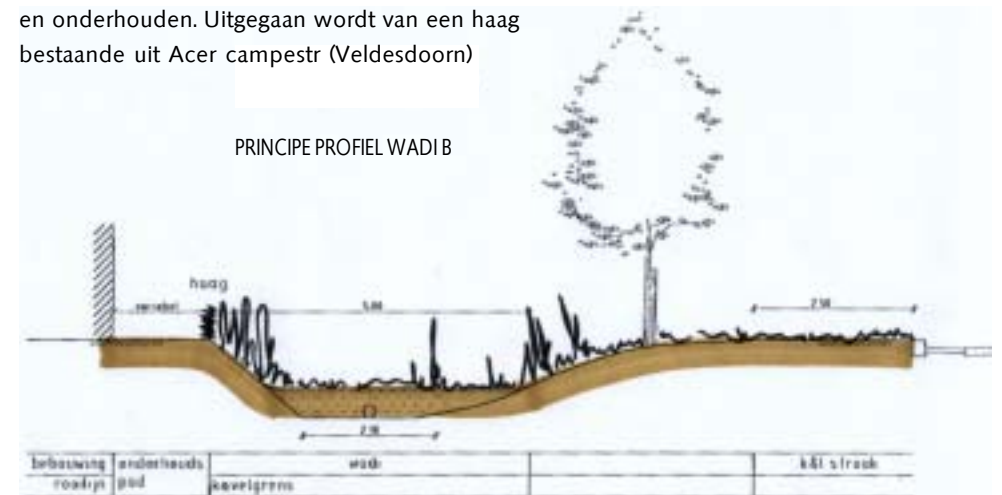 en onderhouden. Uitgegaan wordt van een haag
bestaande uit Acer campestr (Veldesdoorn)
PRINCIPE PROFIEL WADI B
haag
variabel 5,00 2,50
2,10
bebouwing onderhouds wadi k&l strook
rooilijn pad kavelgrens